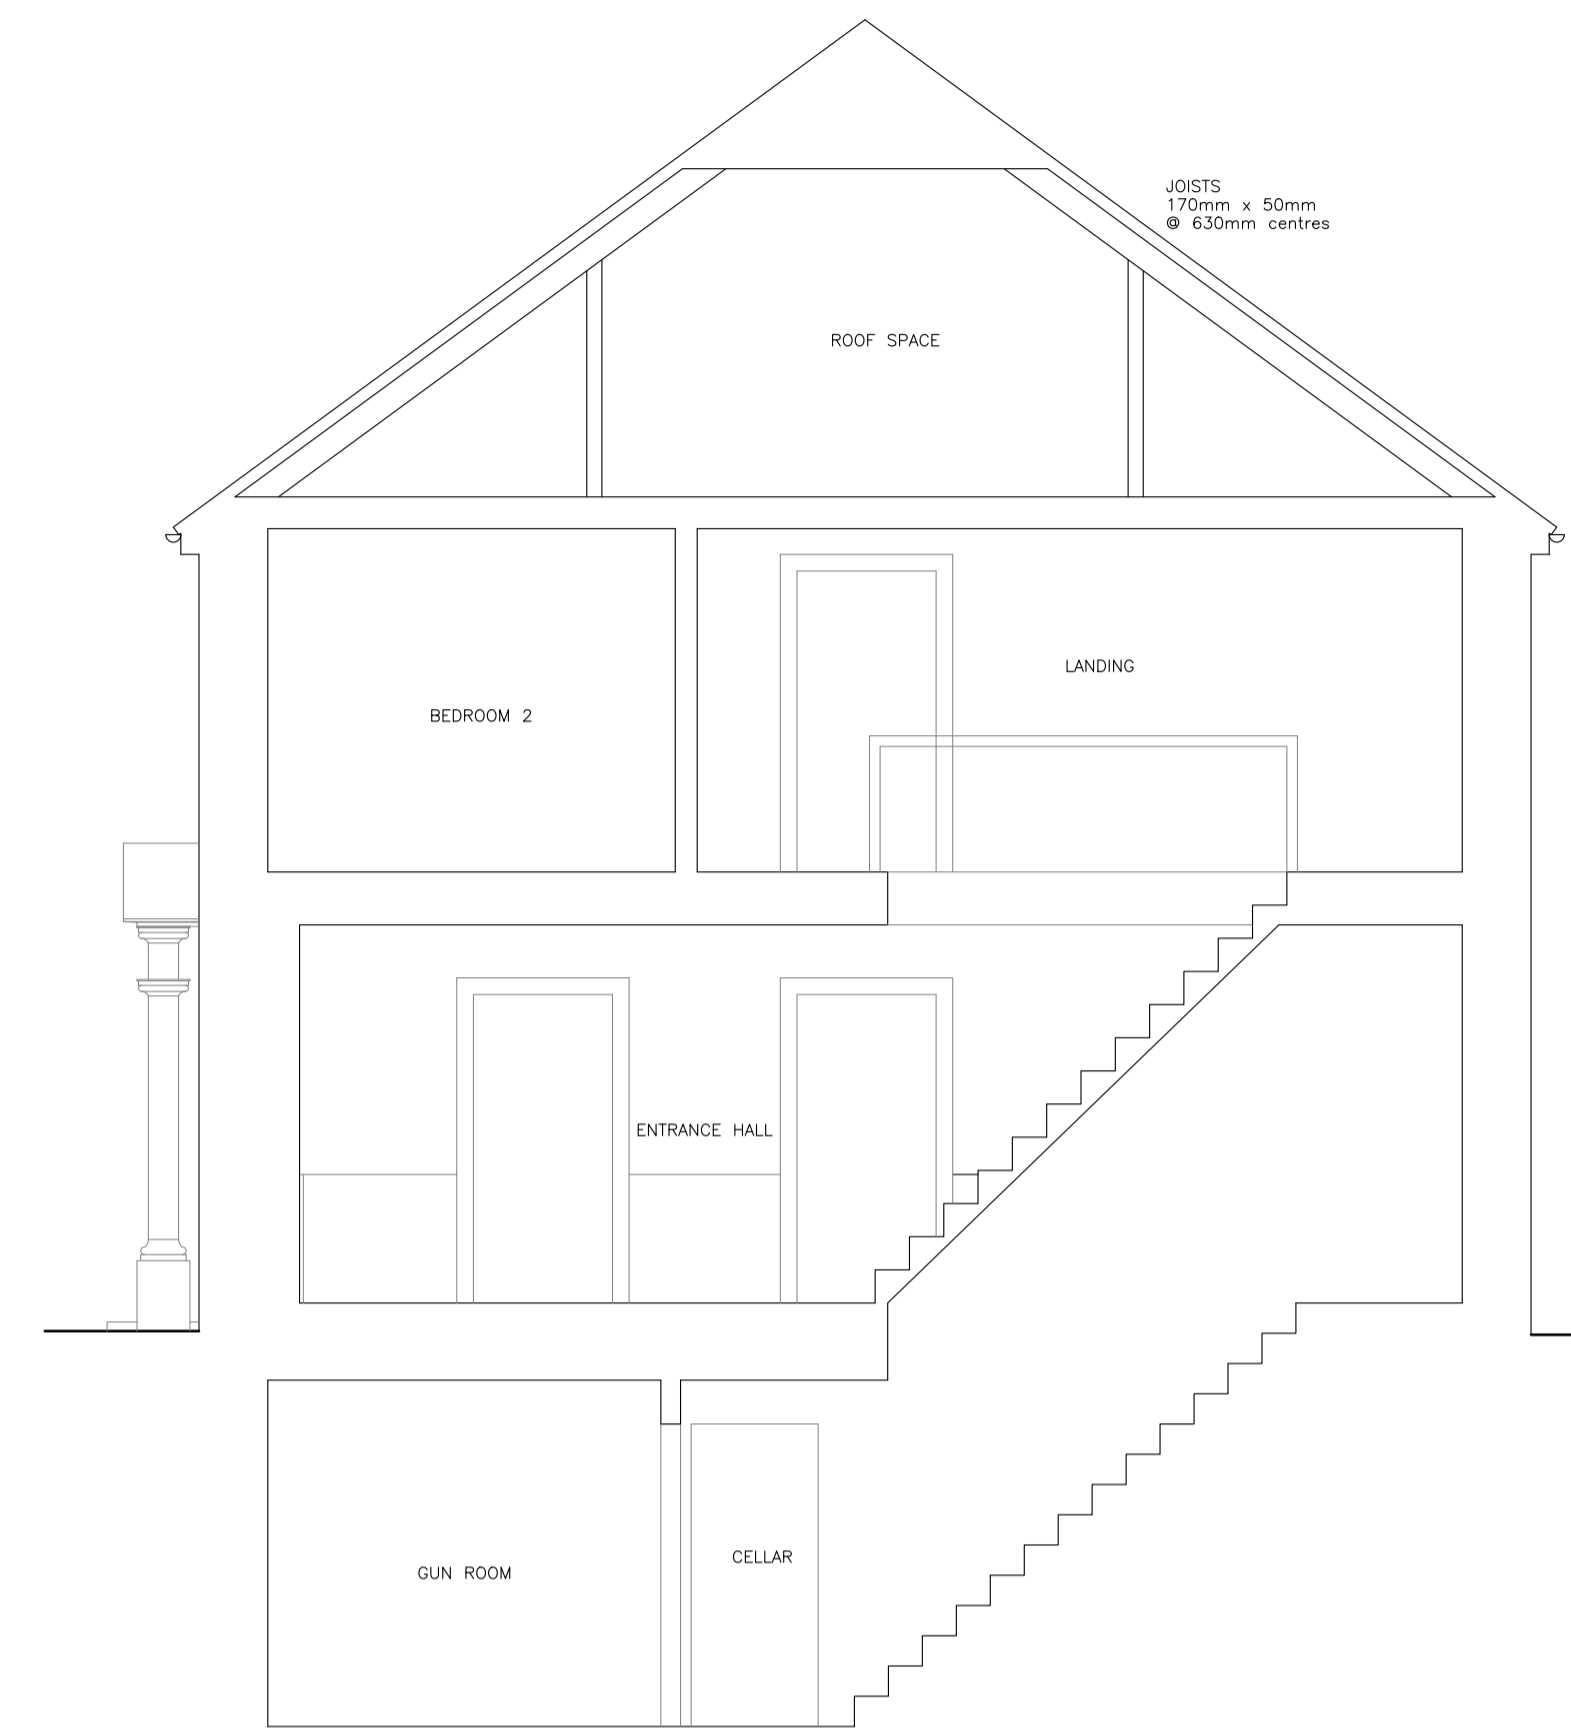 JOISTS
170mm x 50mm
@ 630mm centres
ROOF SPACE
LANDING
BEDROOM 2
ENTRANCE HALL
CELLAR
GUN ROOM